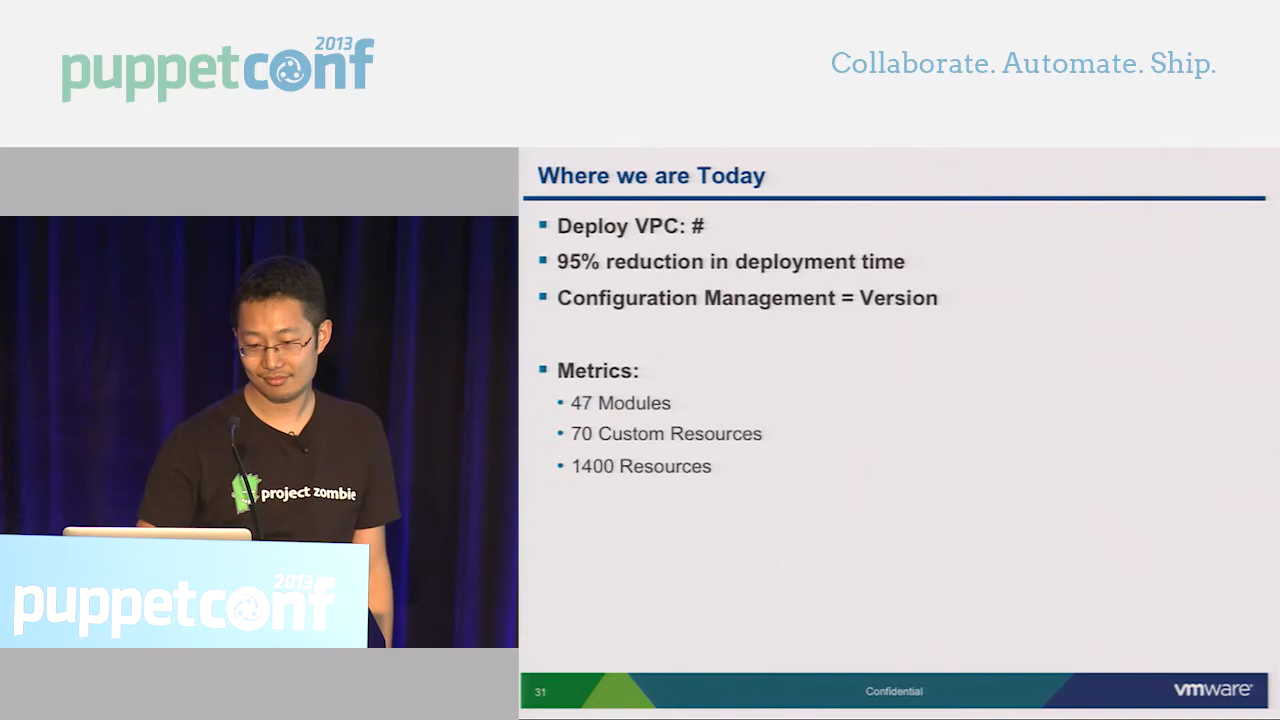 2013
puppetconf
Collaborate. Automate. Ship.
Where we are Today
Deploy VPC: #
95% reduction in deployment time
Configuration Management = Version
Metrics:
47 Modules
70 Custom Resources
1400 Resources
project zombie
2013
puppetconf
31
Confidential
vmware